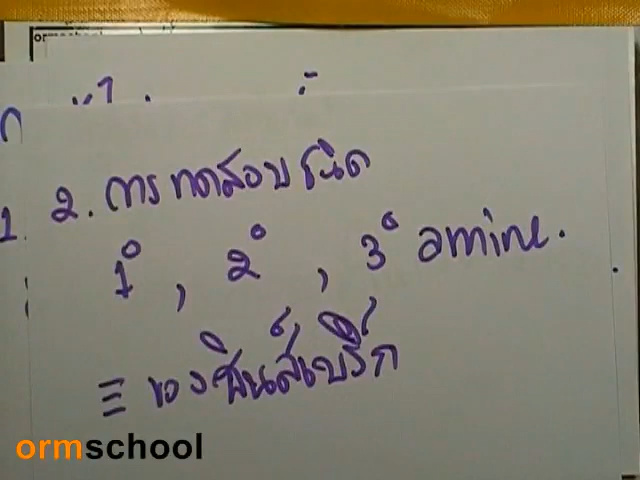 ormschool
2. การทดสอบชนิด
1°, 2°, 3° amine.
≡ ของฮินส์เบิร์ก
ormschool